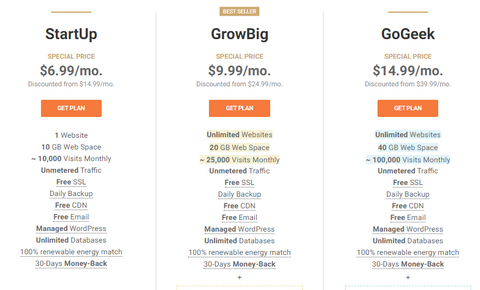 StartUp
SPECIAL PRICE
$6.99/mo.
Discounted from $14.99/mo.
GET PLAN
1 Website
10 GB Web Space
~ 10,000 Visits Monthly
Unmetered Traffic
Free SSL
Daily Backup
Free CDN
Free Email
Managed WordPress
Unlimited Databases
100% renewable energy match
30-Days Money-Back
BEST SELLER
GrowBig
SPECIAL PRICE
$9.99/mo.
Discounted from $24.99/mo.
GET PLAN
Unlimited Websites
20 GB Web Space
~ 25,000 Visits Monthly
Unmetered Traffic
Free SSL
Daily Backup
Free CDN
Free Email
Managed WordPress
Unlimited Databases
100% renewable energy match
30-Days Money-Back
+
GoGeek
SPECIAL PRICE
$14.99/mo.
Discounted from $39.99/mo.
GET PLAN
Unlimited Websites
40 GB Web Space
~ 100,000 Visits Monthly
Unmetered Traffic
Free SSL
Daily Backup
Free CDN
Free Email
Managed WordPress
Unlimited Databases
100% renewable energy match
30-Days Money-Back
+